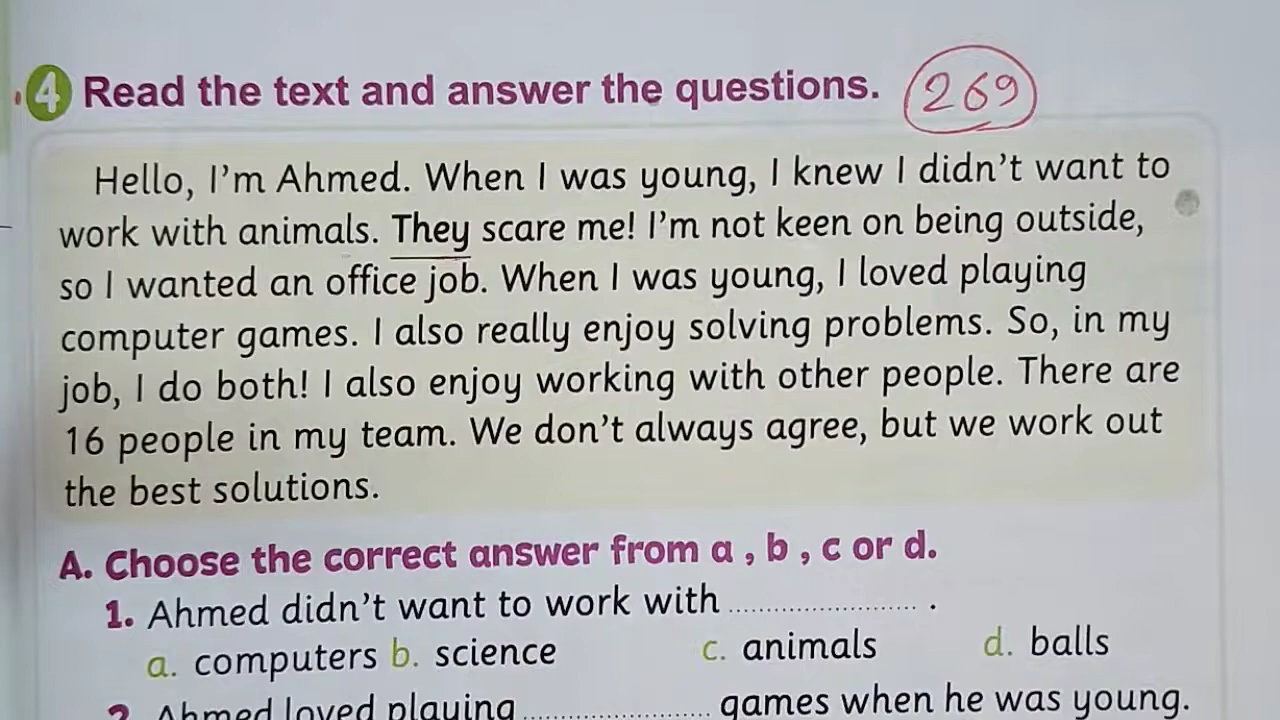 4 Read the text and answer the questions. 269
Hello, I'm Ahmed. When I was young, I knew I didn't want to
work with animals. They scare me! I'm not keen on being outside,
so I wanted an office job. When I was young, I loved playing
computer games. I also really enjoy solving problems. So, in my
job, I do both! I also enjoy working with other people. There are
16 people in my team. We don't always agree, but we work out
the best solutions.
A. Choose the correct answer from a , b , c or d.
1. Ahmed didn't want to work with ........................ .
a. computers b. science c. animals d. balls
2. Ahmed loved playing ........................ games when he was young.